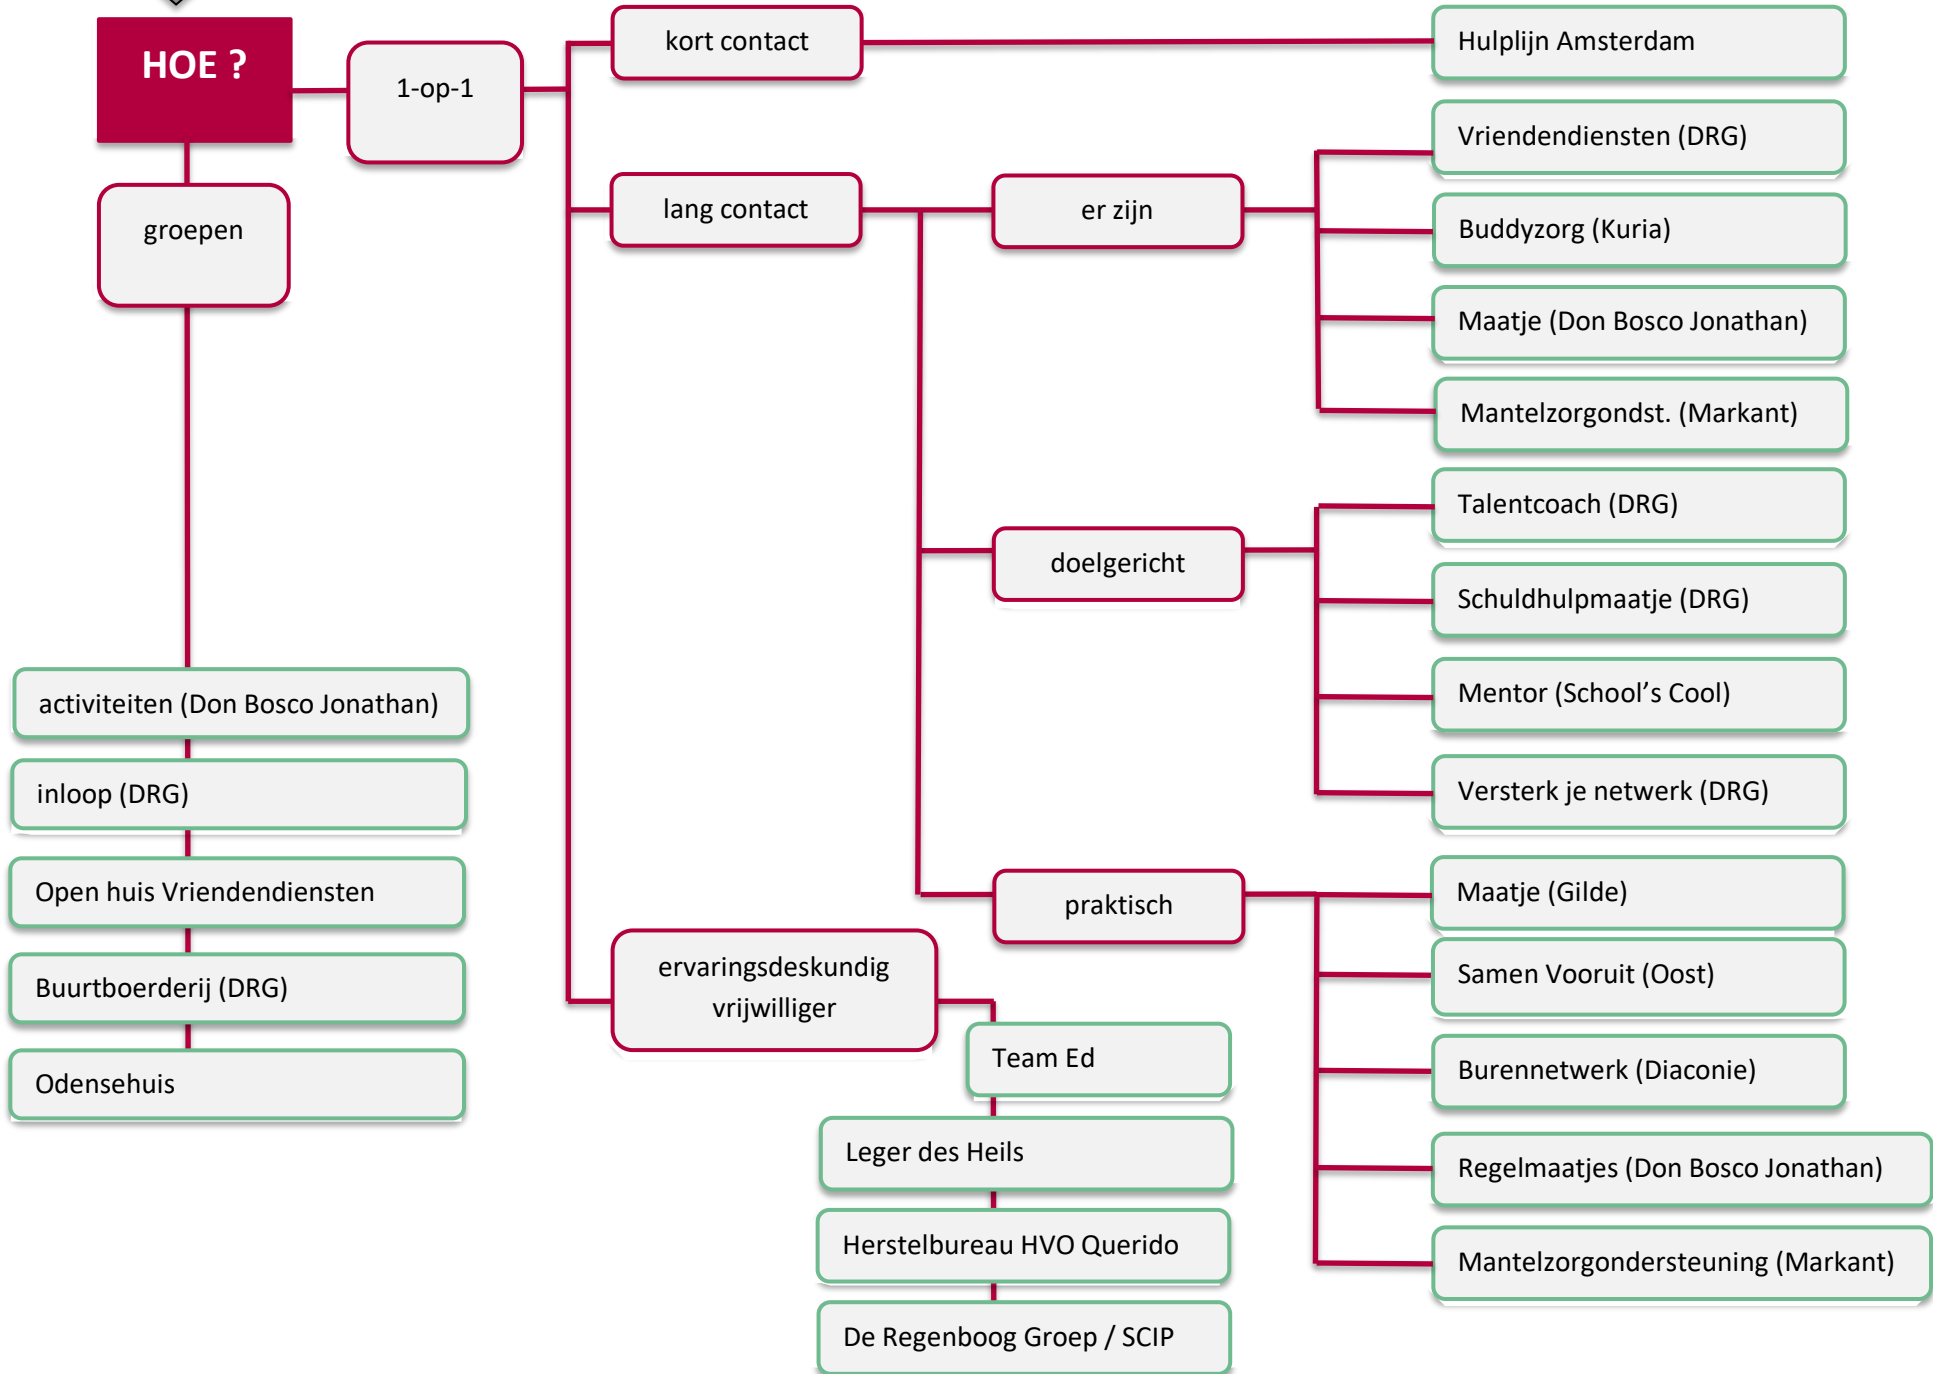 HOE ?
1-op-1
groepen
activiteiten (Don Bosco Jonathan)
inloop (DRG)
Open huis Vriendendiensten
Buurtboerderij (DRG)
Odensehuis
kort contact
Hulplijn Amsterdam
lang contact
er zijn
Vriendendiensten (DRG)
Buddyzorg (Kuria)
Maatje (Don Bosco Jonathan)
Mantelzorgondst. (Markant)
doelgericht
Talentcoach (DRG)
Schuldhulpmaatje (DRG)
Mentor (School’s Cool)
Versterk je netwerk (DRG)
praktisch
Maatje (Gilde)
Samen Vooruit (Oost)
Burennetwerk (Diaconie)
Regelmaatjes (Don Bosco Jonathan)
Mantelzorgondersteuning (Markant)
ervaringsdeskundig
vrijwilliger
Team Ed
Leger des Heils
Herstelbureau HVO Querido
De Regenboog Groep / SCIP